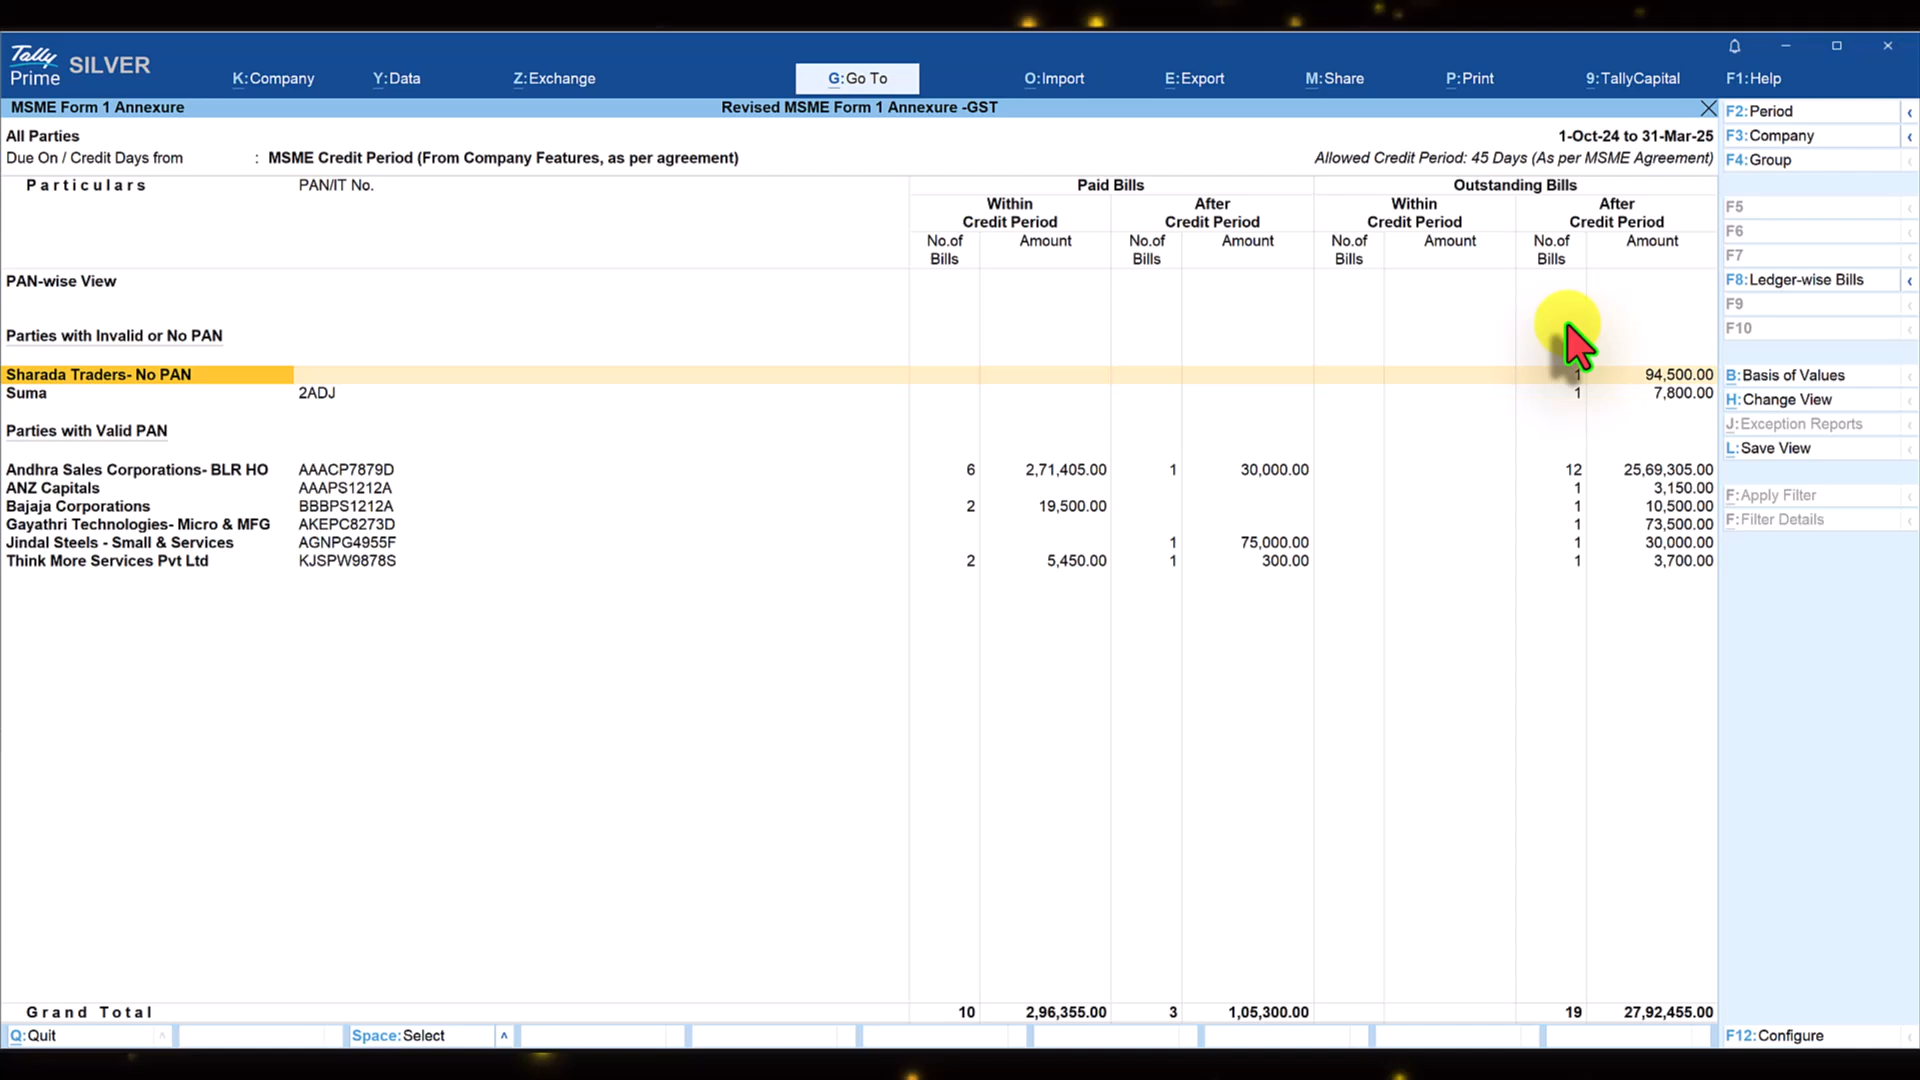 Tally
Prime SILVER
K:Company Y:Data Z:Exchange G:Go To O:Import E:Export M:Share P:Print 9:TallyCapital F1:Help
MSME Form 1 Annexure Revised MSME Form 1 Annexure -GST
F2:Period
All Parties 1-Oct-24 to 31-Mar-25
F3:Company
Due On / Credit Days from : MSME Credit Period (From Company Features, as per agreement) Allowed Credit Period: 45 Days (As per MSME Agreement)
F4:Group
Particulars PAN/IT No. Paid Bills Outstanding Bills
Within After Within After
F5
Credit Period Credit Period Credit Period Credit Period
F6
No.of Amount No.of Amount No.of Amount No.of Amount
Bills Bills Bills Bills
F7
PAN-wise View
F8:Ledger-wise Bills
F9
F10
Parties with Invalid or No PAN
Sharada Traders- No PAN 1 94,500.00
B:Basis of Values
Suma 2ADJ 1 7,800.00
H:Change View
J:Exception Reports
Parties with Valid PAN
L:Save View
Andhra Sales Corporations- BLR HO AAACP7879D 6 2,71,405.00 1 30,000.00 12 25,69,305.00
ANZ Capitals AAAPS1212A 1 3,150.00
F:Apply Filter
Bajaja Corporations BBBPS1212A 2 19,500.00 1 10,500.00
F:Filter Details
Gayathri Technologies- Micro & MFG AKEPC8273D 1 73,500.00
Jindal Steels - Small & Services AGNPG4955F 1 75,000.00 1 30,000.00
Think More Services Pvt Ltd KJSPW9878S 2 5,450.00 1 300.00 1 3,700.00
Grand Total 10 2,96,355.00 3 1,05,300.00 19 27,92,455.00
Q:Quit Space:Select F12:Configure